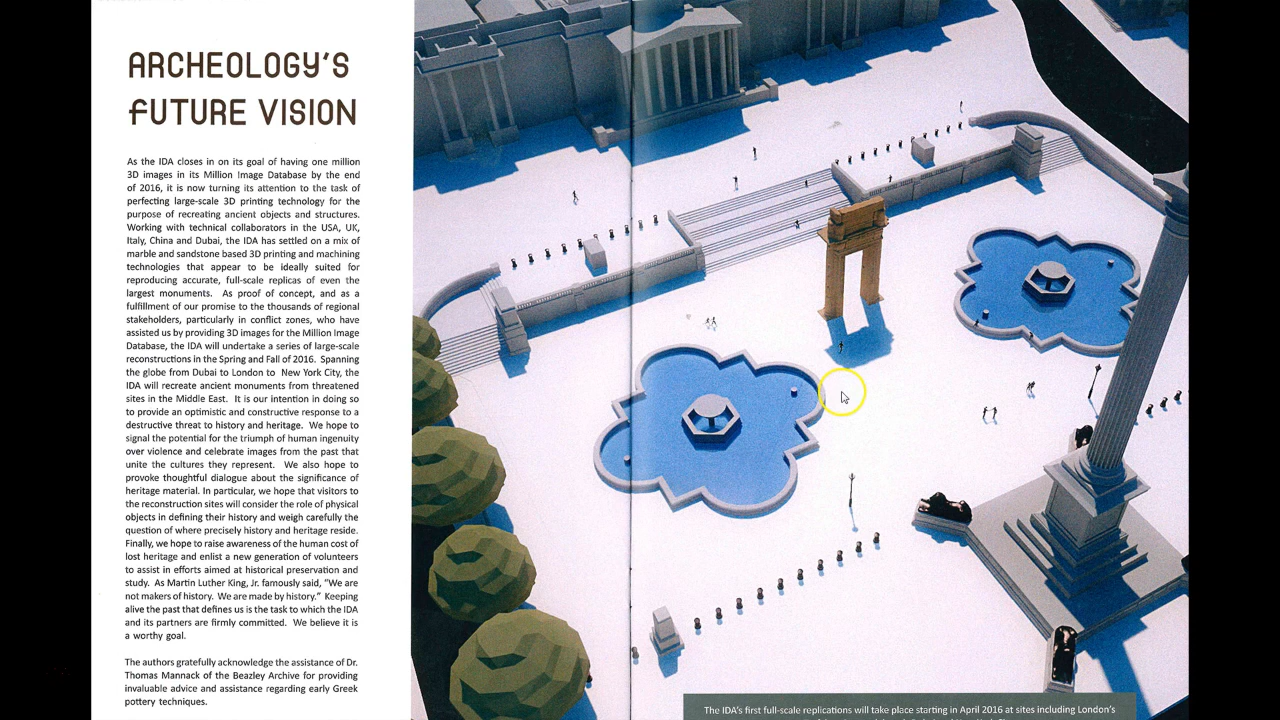 ARCHEOLOGY'S
FUTURE VISION
As the IDA closes in on its goal of having one million
3D images in its Million Image Database by the end
of 2016, it is now turning its attention to the task of
perfecting large-scale 3D printing technology for the
purpose of recreating ancient objects and structures.
Working with technical collaborators in the USA, UK,
Italy, China and Dubai, the IDA has settled on a mix of
marble and sandstone based 3D printing and machining
technologies that appear to be ideally suited for
reproducing accurate, full-scale replicas of even the
largest monuments. As proof of concept, and as a
fulfillment of our promise to the thousands of regional
stakeholders, particularly in conflict zones, who have
assisted us by providing 3D images for the Million Image
Database, the IDA will undertake a series of large-scale
reconstructions in the Spring and Fall of 2016. Spanning
the globe from Dubai to London to New York City, the
IDA will recreate ancient monuments from threatened
sites in the Middle East. It is our intention in doing so
to provide an optimistic and constructive response to a
destructive threat to history and heritage. We hope to
signal the potential for the triumph of human ingenuity
over violence and celebrate images from the past that
unite the cultures they represent. We also hope to
provoke thoughtful dialogue about the significance of
heritage material. In particular, we hope that visitors to
the reconstruction sites will consider the role of physical
objects in defining their history and weigh carefully the
question of where precisely history and heritage reside.
Finally, we hope to raise awareness of the human cost of
lost heritage and enlist a new generation of volunteers
to assist in efforts aimed at historical preservation and
study. As Martin Luther King, Jr. famously said, "We are
not makers of history. We are made by history." Keeping
alive the past that defines us is the task to which the IDA
and its partners are firmly committed. We believe it is
a worthy goal.
The authors gratefully acknowledge the assistance of Dr.
Thomas Mannack of the Beazley Archive for providing
invaluable advice and assistance regarding early Greek
pottery techniques.
The IDA's first full-scale replications will take place starting in April 2016 at sites including London's